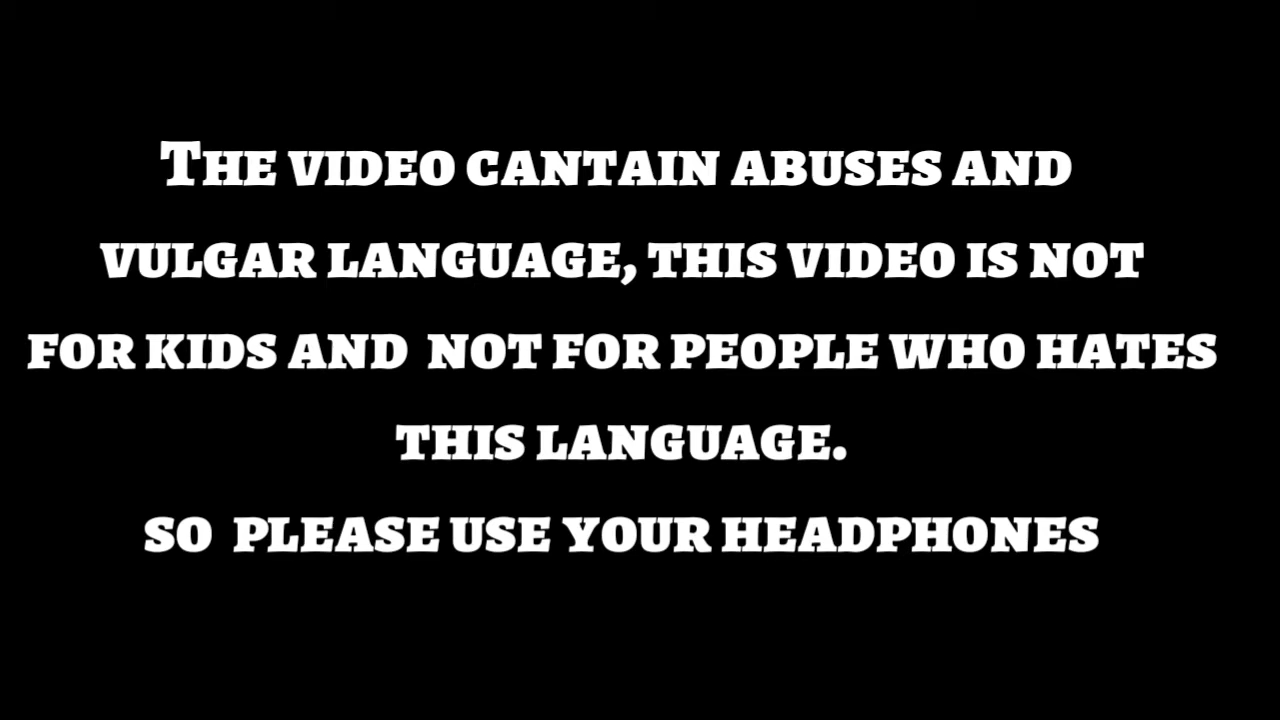 The video cantain abuses and
vulgar language, this video is not
for kids and not for people who hates
this language.
so please use your headphones